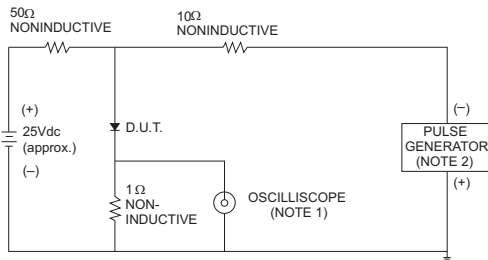 50Ω
NONINDUCTIVE
10Ω
NONINDUCTIVE
(+)
25Vdc
(approx.)
(–)
D.U.T.
1Ω
NON-
INDUCTIVE
OSCILLISCOPE
(NOTE 1)
(–)
PULSE
GENERATOR
(NOTE 2)
(+)